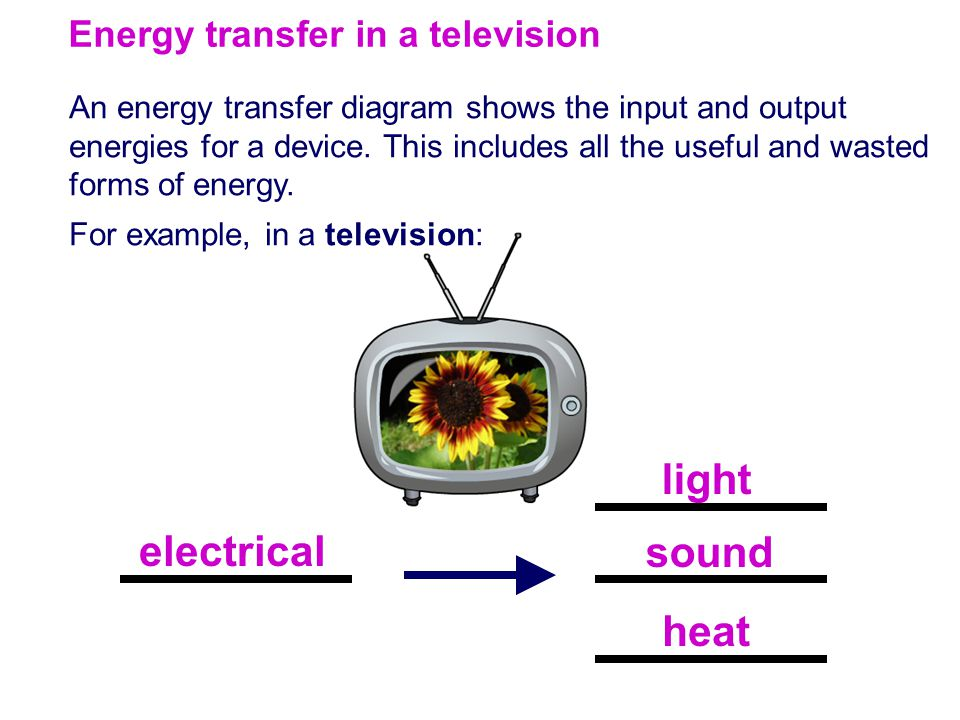 Energy transfer in a television
An energy transfer diagram shows the input and output
energies for a device. This includes all the useful and wasted
forms of energy.
For example, in a television:
light
electrical
sound
heat